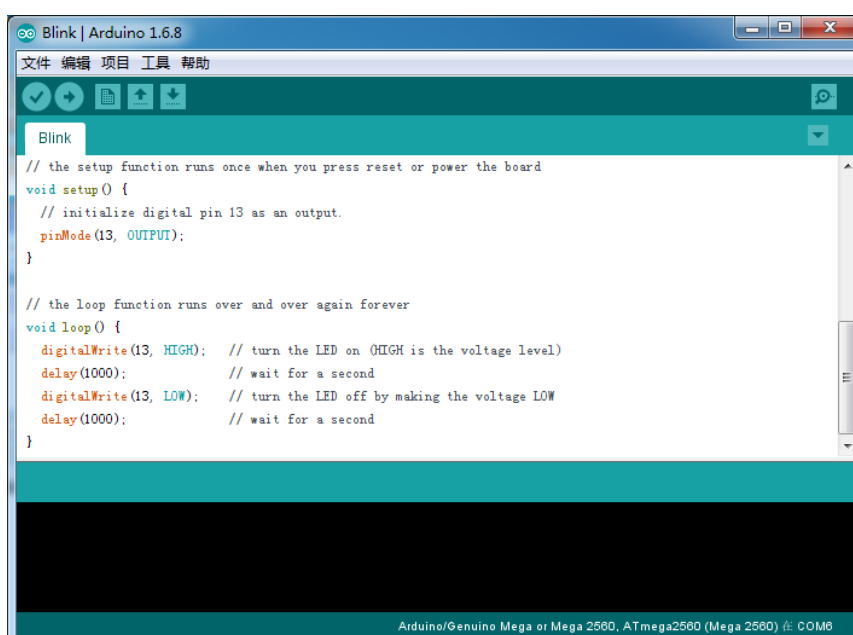 Blink | Arduino 1.6.8
文件 编辑 项目 工具 帮助
Blink
// the setup function runs once when you press reset or power the board
void setup() {
  // initialize digital pin 13 as an output.
  pinMode(13, OUTPUT);
}
// the loop function runs over and over again forever
void loop() {
  digitalWrite(13, HIGH);   // turn the LED on (HIGH is the voltage level)
  delay(1000);              // wait for a second
  digitalWrite(13, LOW);    // turn the LED off by making the voltage LOW
  delay(1000);              // wait for a second
}
Arduino/Genuino Mega or Mega 2560, ATmega2560 (Mega 2560) 在 COM6